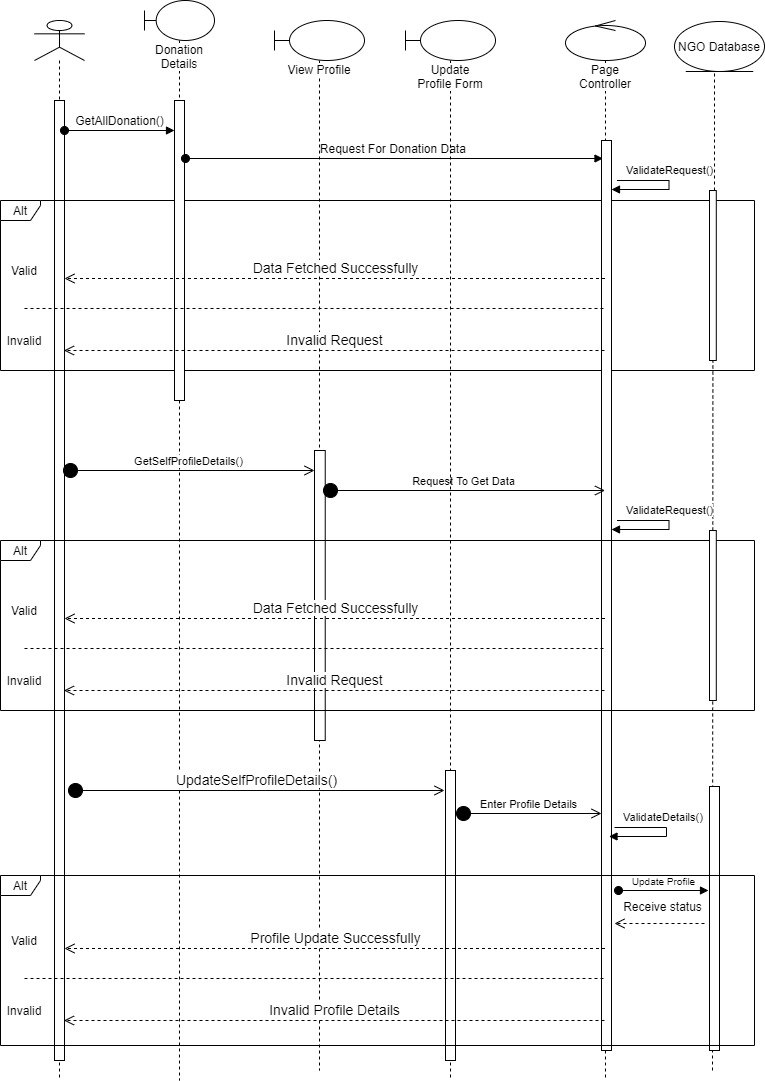 Donation
Details
View Profile
Update
Profile Form
Page
Controller
NGO Database
GetAllDonation()
Request For Donation Data
ValidateRequest()
Alt
Valid
Data Fetched Successfully
Invalid
Invalid Request
GetSelfProfileDetails()
Request To Get Data
ValidateRequest()
Alt
Valid
Data Fetched Successfully
Invalid
Invalid Request
UpdateSelfProfileDetails()
Enter Profile Details
ValidateDetails()
Alt
Update Profile
Receive status
Valid
Profile Update Successfully
Invalid
Invalid Profile Details